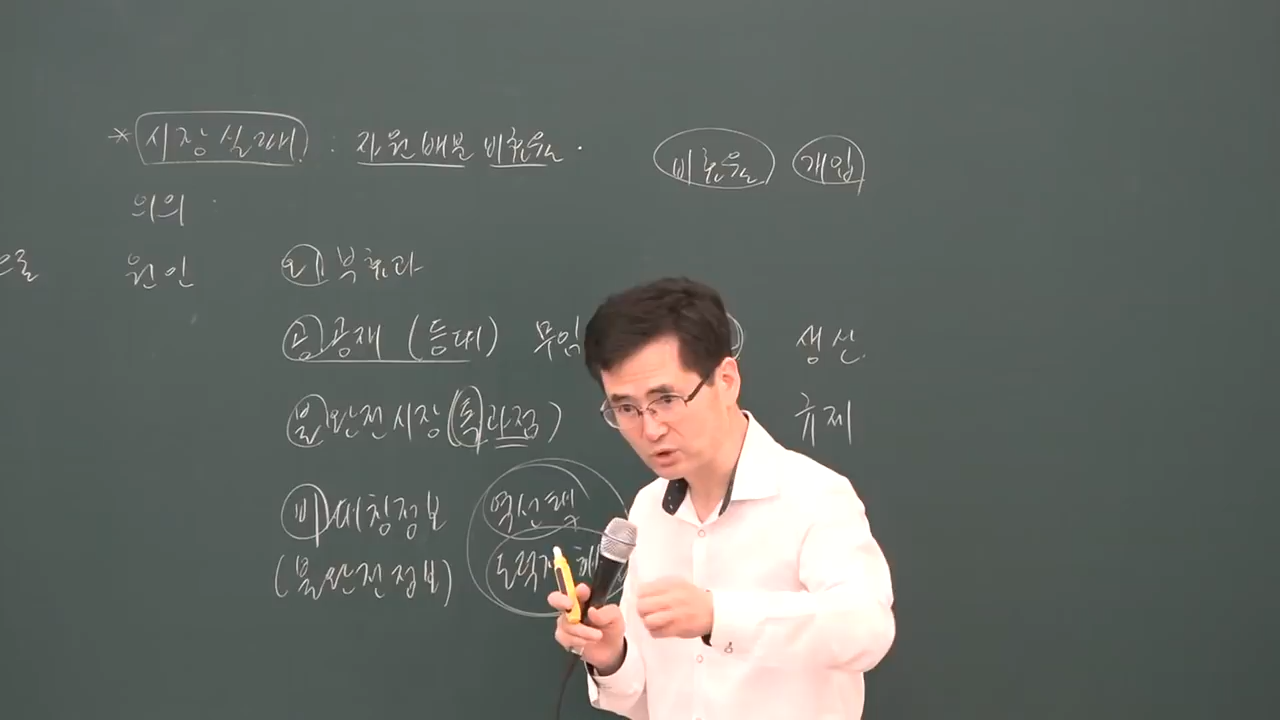 * 시장실패 : 자원배분 비효율. 비효율 개입
의의.
으로 원인 외부효과
공공재 (등대) 무임 생산.
불완전시장 (독과점) 규제
비대칭정보 역선택
(불완전정보) 도덕적 해